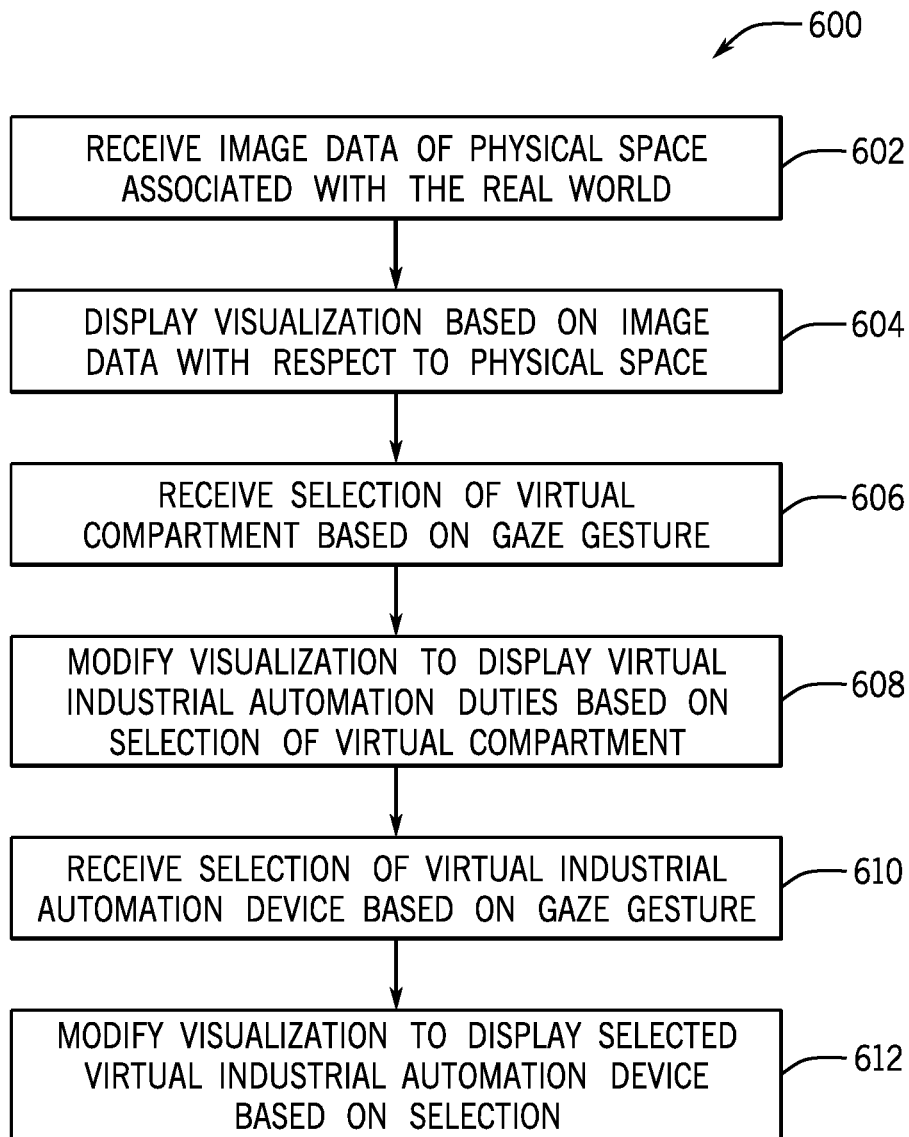 600
RECEIVE IMAGE DATA OF PHYSICAL SPACE
ASSOCIATED WITH THE REAL WORLD
602
DISPLAY VISUALIZATION BASED ON IMAGE
DATA WITH RESPECT TO PHYSICAL SPACE
604
RECEIVE SELECTION OF VIRTUAL
COMPARTMENT BASED ON GAZE GESTURE
606
MODIFY VISUALIZATION TO DISPLAY VIRTUAL
INDUSTRIAL AUTOMATION DUTIES BASED ON
SELECTION OF VIRTUAL COMPARTMENT
608
RECEIVE SELECTION OF VIRTUAL INDUSTRIAL
AUTOMATION DEVICE BASED ON GAZE GESTURE
610
MODIFY VISUALIZATION TO DISPLAY SELECTED
VIRTUAL INDUSTRIAL AUTOMATION DEVICE
BASED ON SELECTION
612